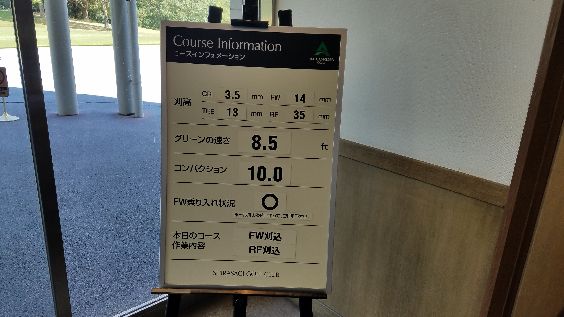 Course Information
コースインフォメーション
刈高
GR 3.5 mm FW 14 mm
TEE 13 mm RF 35 mm
グリーンの速さ 8.5 ft
コンパクション 10.0
FW乗り入れ状況 ○
本日のコース
作業内容
FW刈込
RF刈込